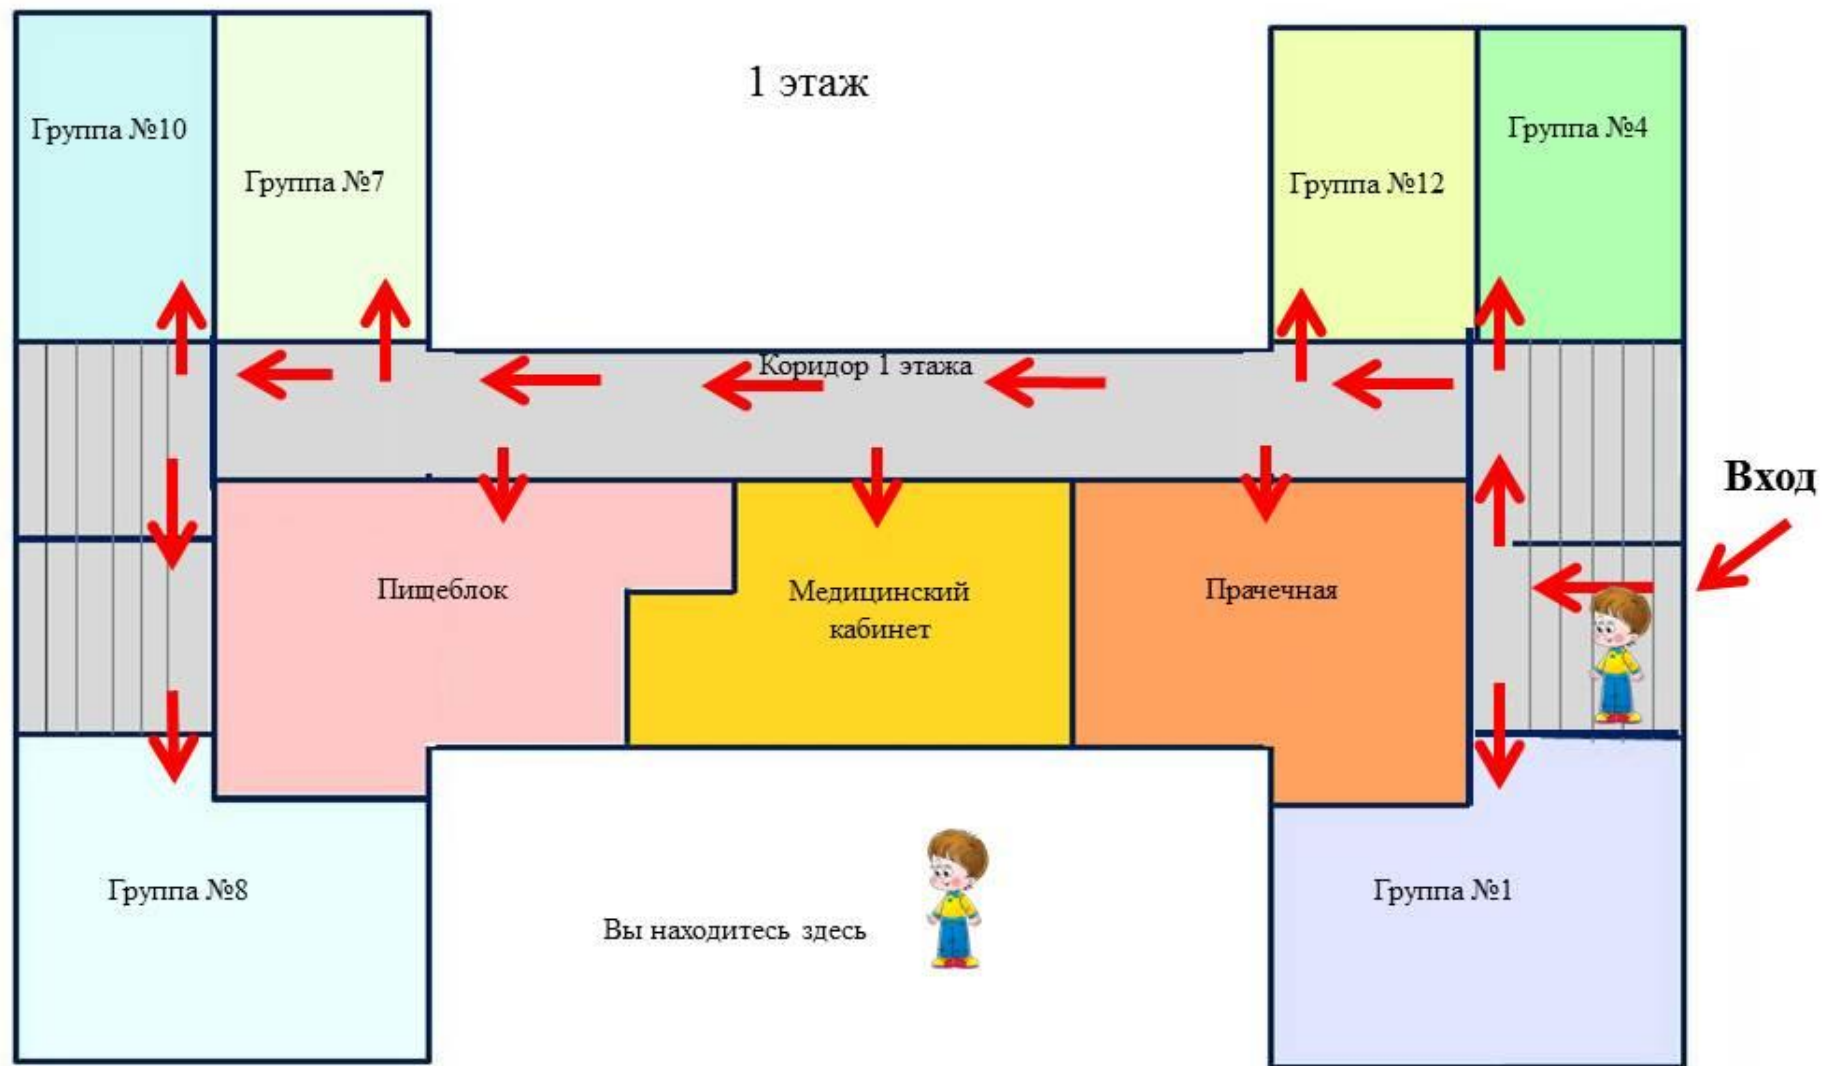 1 этаж
Группа №10
Группа №7
Группа №12
Группа №4
Коридор 1 этажа
Вход
Пищеблок
Медицинский
кабинет
Прачечная
Группа №8
Вы находитесь здесь
Группа №1